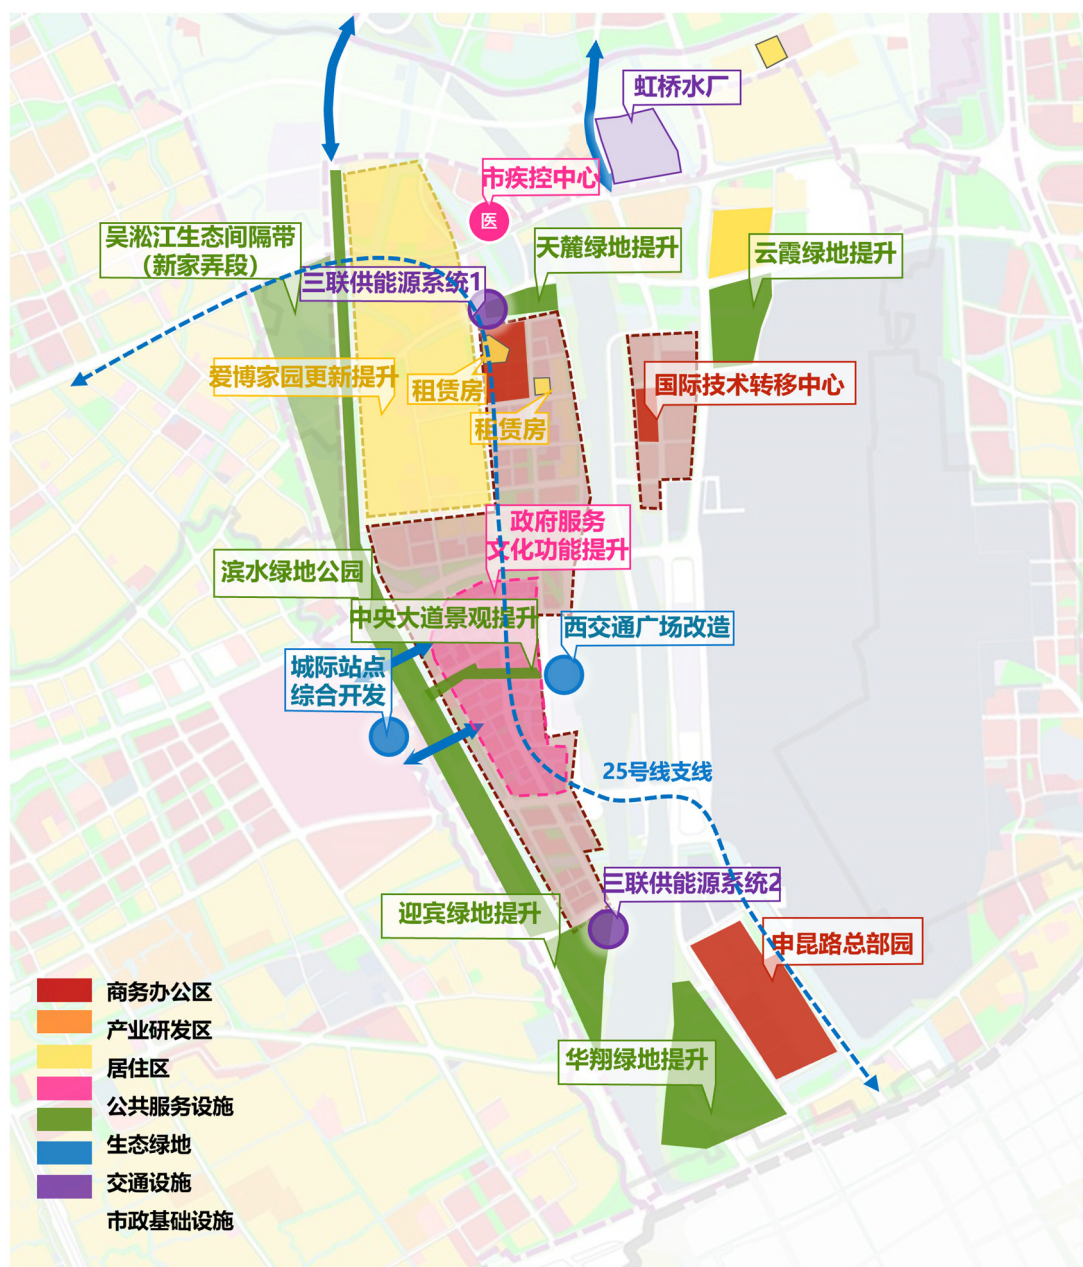 虹桥水厂
市疾控中心
医
吴淞江生态间隔带
（新家弄段）
天麓绿地提升
云霞绿地提升
三联供能源系统1
爱博家园更新提升
租赁房
国际技术转移中心
租赁房
政府服务
文化功能提升
滨水绿地公园
中央大道景观提升
西交通广场改造
城际站点
综合开发
25号线支线
三联供能源系统2
迎宾绿地提升
申昆路总部园
华翔绿地提升
商务办公区
产业研发区
居住区
公共服务设施
生态绿地
交通设施
市政基础设施